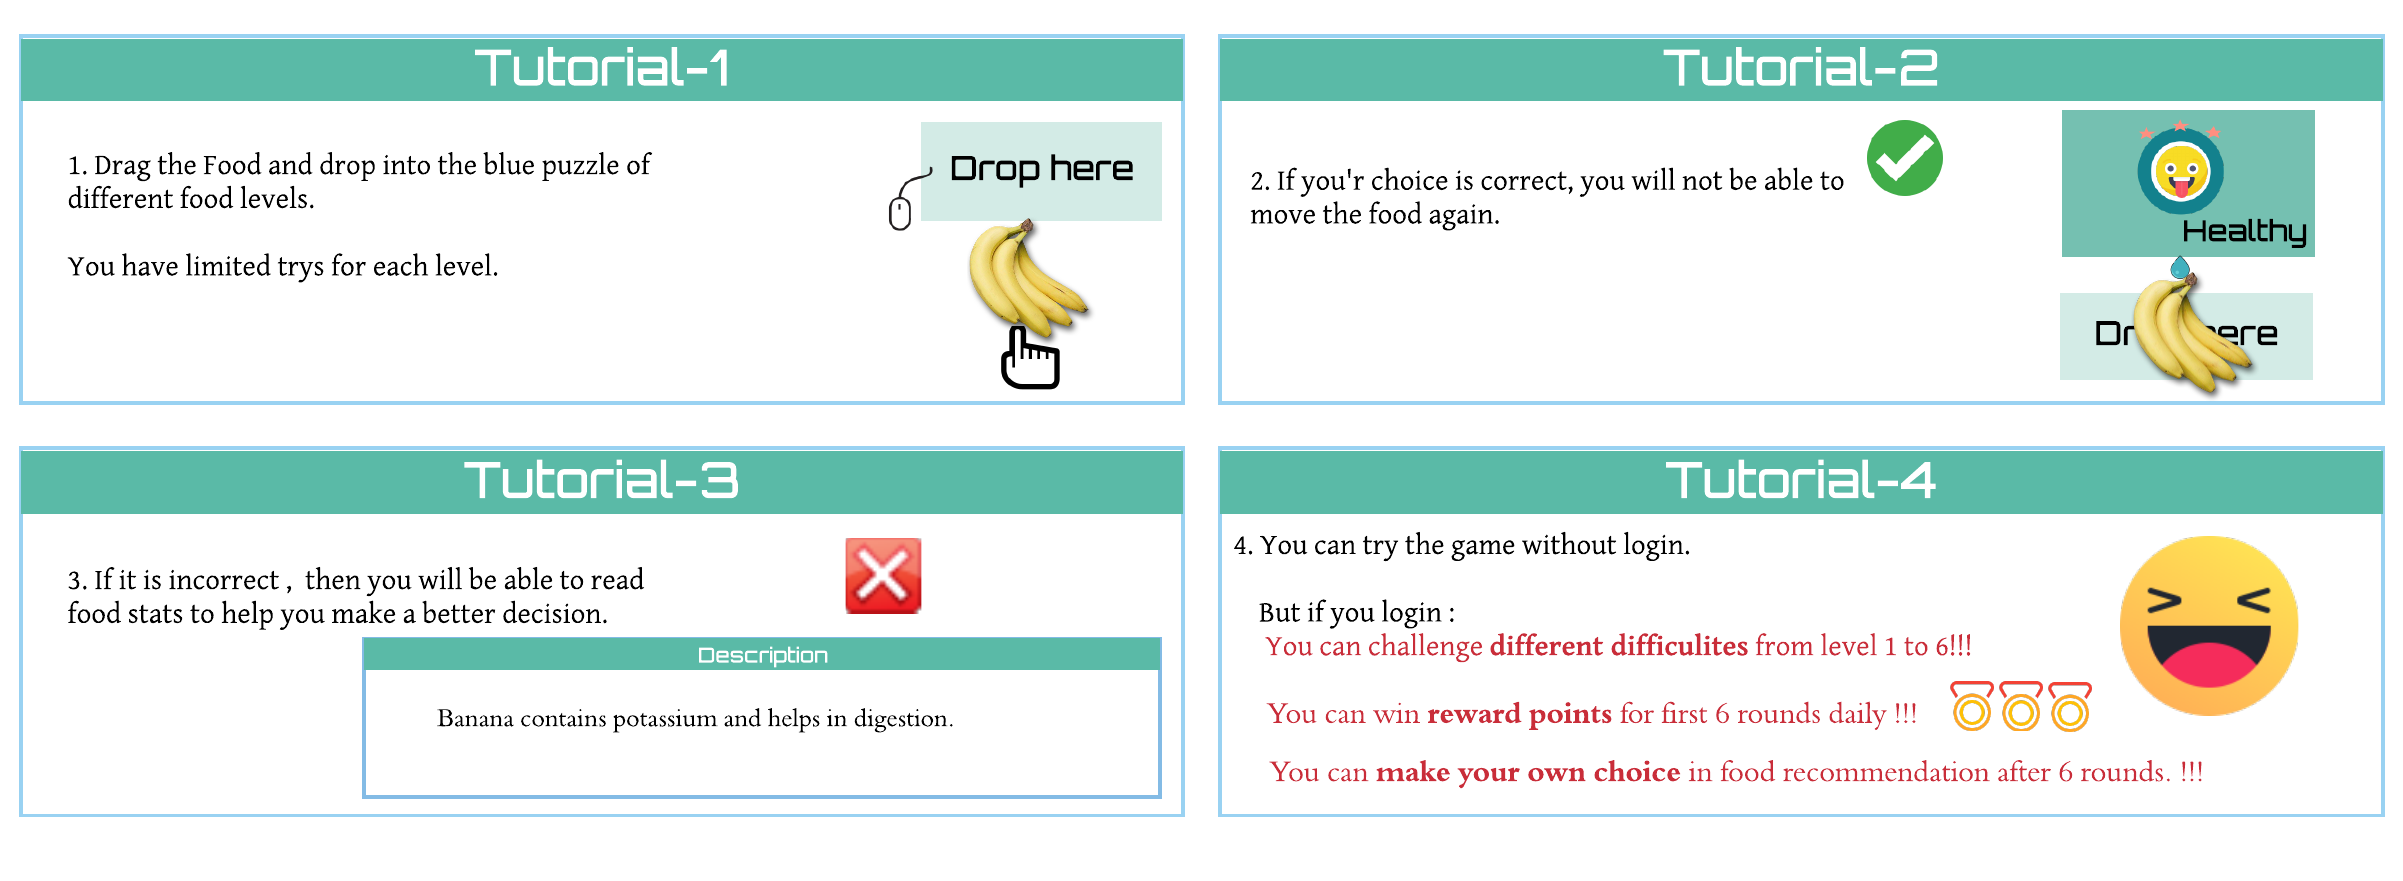 Tutorial-1
1. Drag the Food and drop into the blue puzzle of
different food levels.
You have limited trys for each level.
Drop here
Tutorial-2
2. If you'r choice is correct, you will not be able to
move the food again.
Healthy
Dr ere
Tutorial-3
3. If it is incorrect , then you will be able to read
food stats to help you make a better decision.
Description
Banana contains potassium and helps in digestion.
Tutorial-4
4. You can try the game without login.
But if you login :
You can challenge different difficulites from level 1 to 6!!!
You can win reward points for first 6 rounds daily !!!
You can make your own choice in food recommendation after 6 rounds. !!!